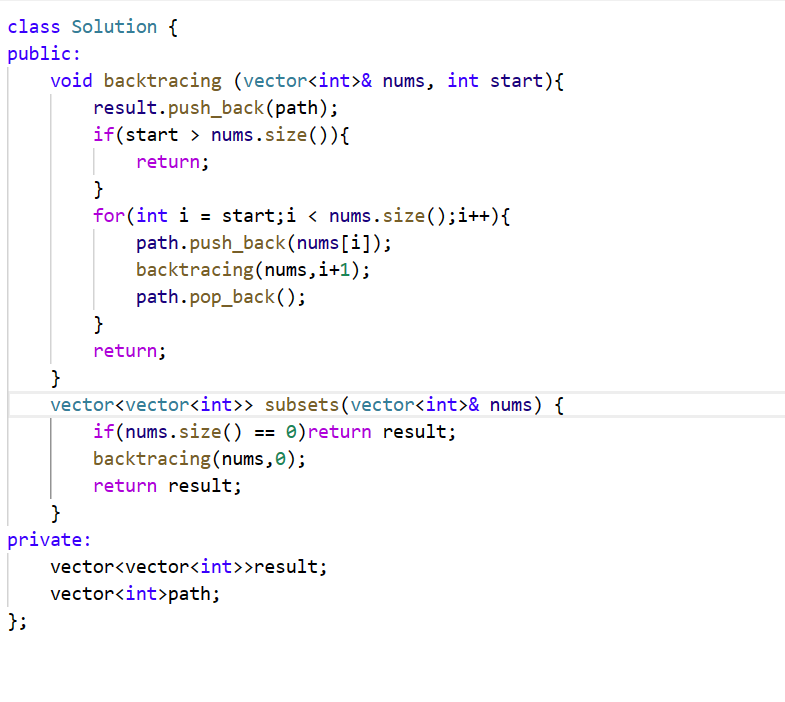 class Solution {
public:
    void backtracing (vector<int>& nums, int start){
        result.push_back(path);
        if(start > nums.size()){
            return;
        }
        for(int i = start;i < nums.size();i++){
            path.push_back(nums[i]);
            backtracing(nums,i+1);
            path.pop_back();
        }
        return;
    }
    vector<vector<int>> subsets(vector<int>& nums) {
        if(nums.size() == 0)return result;
        backtracing(nums,0);
        return result;
    }
private:
    vector<vector<int>>result;
    vector<int>path;
};